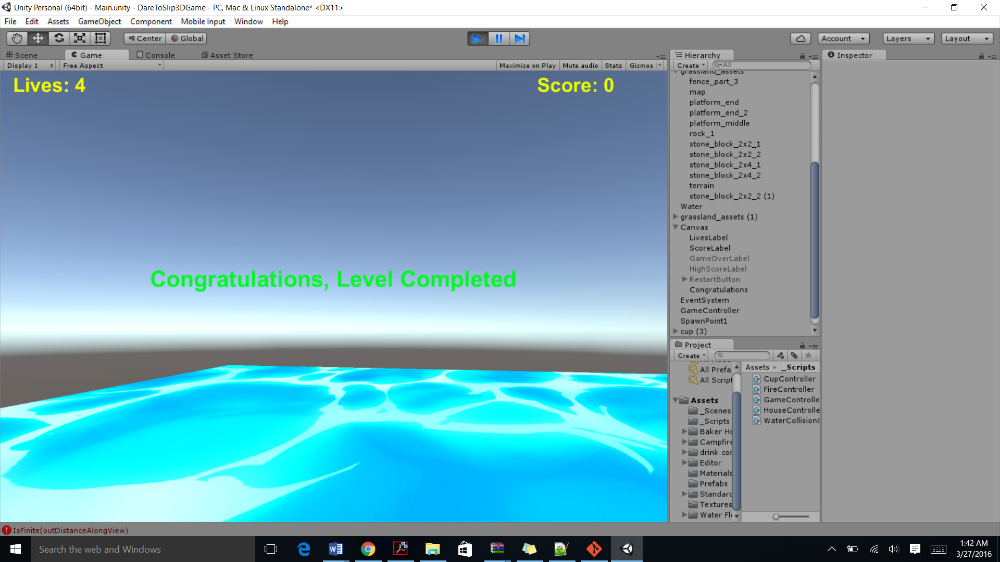 Unity Personal (64bit) - Main.unity - DareToSlip3DGame - PC, Mac & Linux Standalone* <DX11>
File Edit Assets GameObject Component Mobile Input Window Help
Center Global Account Layers Layout
Scene Game Console Asset Store
Display 1 Free Aspect Maximize on Play Mute audio Stats Gizmos
Lives: 4
Score: 0
Congratulations, Level Completed
Hierarchy
Create All
grassland_assets
fence_part_3
map
platform_end
platform_end_2
platform_middle
rock_1
stone_block_2x2_1
stone_block_2x2_2
stone_block_2x4_1
stone_block_2x4_2
terrain
stone_block_2x2_2 (1)
Water
grassland_assets (1)
Canvas
LivesLabel
ScoreLabel
GameOverLabel
HighScoreLabel
RestartButton
Congratulations
EventSystem
GameController
SpawnPoint1
cup (3)
Inspector
Project
Create
All Prefa
All Script
Assets
_Scenes
_Scripts
Baker Ho
Campfire
drink cor
Editor
Materials
Prefabs
Standard
Textures
Water Fl
Assets _Scripts
CupController
FireController
GameControlle
HouseControlle
WaterCollisionC
IsFinite(outDistanceAlongView)
Search the web and Windows
1:42 AM
3/27/2016